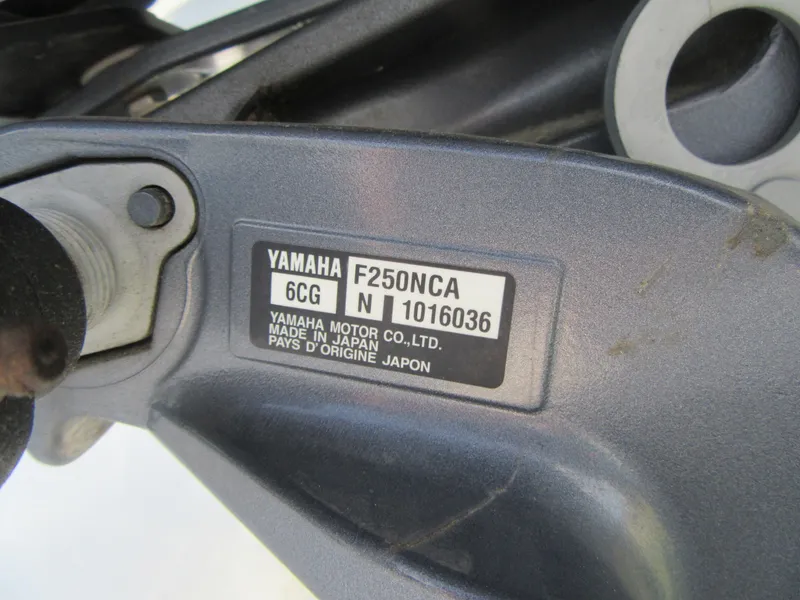 YAMAHA F250NCA
6CG N 1016036
YAMAHA MOTOR CO.,LTD.
MADE IN JAPAN
PAYS D'ORIGINE JAPON